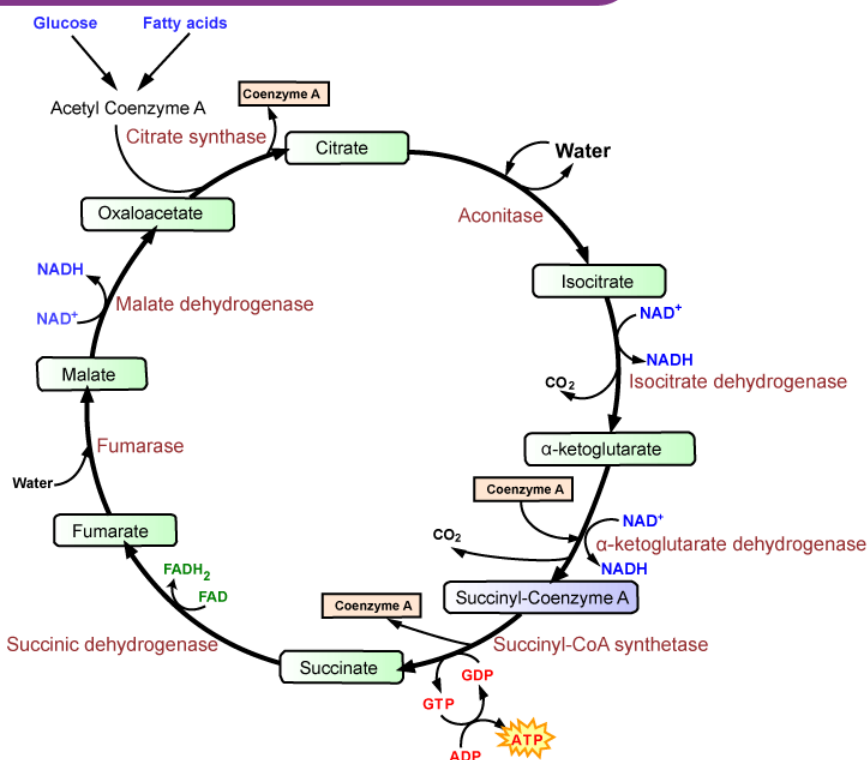 Glucose
Fatty acids
Acetyl Coenzyme A
Coenzyme A
Citrate synthase
Citrate
Water
Aconitase
Oxaloacetate
Isocitrate
NADH
NAD⁺
Malate dehydrogenase
NAD⁺
NADH
CO₂
Isocitrate dehydrogenase
Malate
α-ketoglutarate
Fumarase
Water
Coenzyme A
Fumarate
CO₂
NAD⁺
α-ketoglutarate dehydrogenase
NADH
FADH₂
FAD
Succinyl-Coenzyme A
Coenzyme A
Succinic dehydrogenase
Succinyl-CoA synthetase
Succinate
GDP
GTP
ATP
ADP